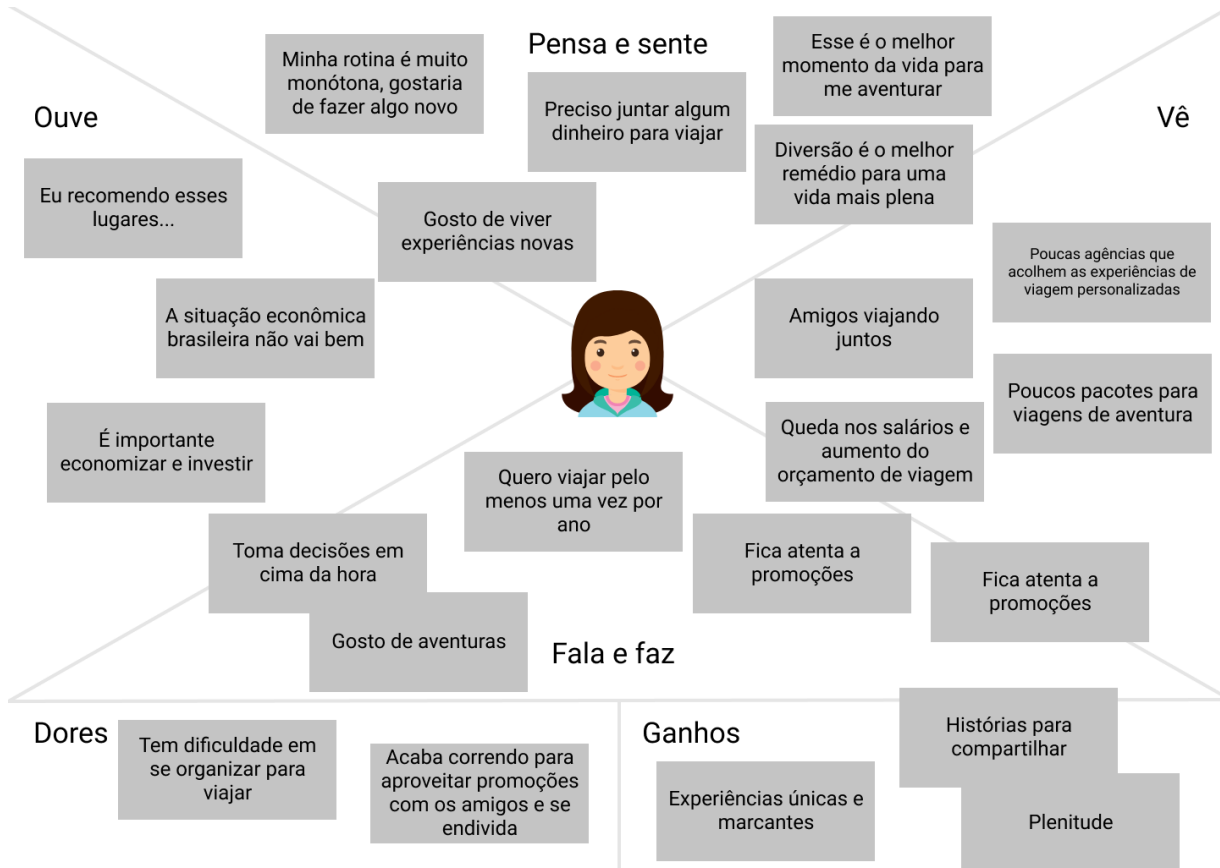 Pensa e sente
Minha rotina é muito
monótona, gostaria
de fazer algo novo
Preciso juntar algum
dinheiro para viajar
Esse é o melhor
momento da vida para
me aventurar
Diversão é o melhor
remédio para uma
vida mais plena
Gosto de viver
experiências novas
Ouve
Eu recomendo esses
lugares...
A situação econômica
brasileira não vai bem
É importante
economizar e investir
Vê
Poucas agências que
acolhem as experiências de
viagem personalizadas
Amigos viajando
juntos
Poucos pacotes para
viagens de aventura
Queda nos salários e
aumento do
orçamento de viagem
Quero viajar pelo
menos uma vez por
ano
Toma decisões em
cima da hora
Fica atenta a
promoções
Fica atenta a
promoções
Gosto de aventuras
Fala e faz
Dores
Tem dificuldade em
se organizar para
viajar
Acaba correndo para
aproveitar promoções
com os amigos e se
endivida
Ganhos
Histórias para
compartilhar
Experiências únicas e
marcantes
Plenitude